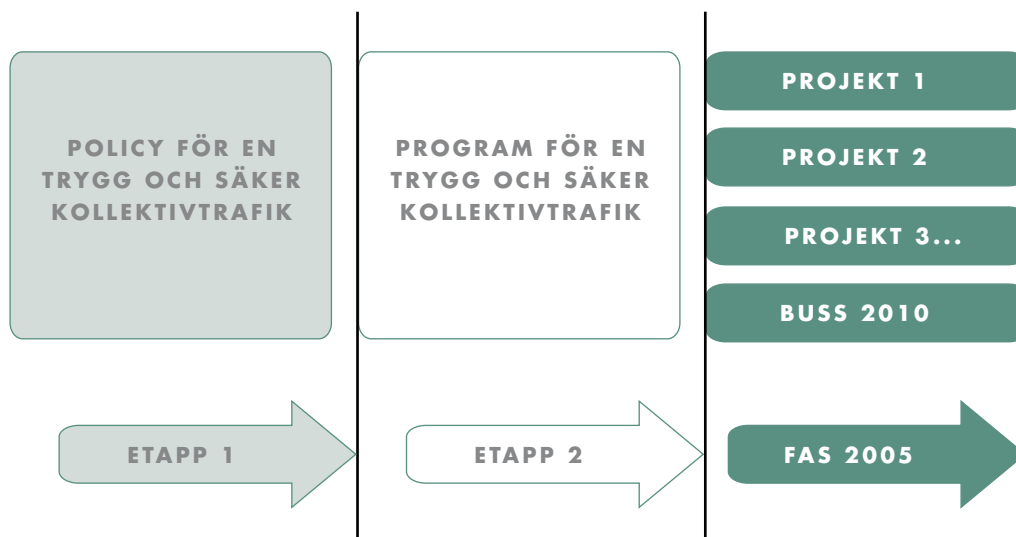 POLICY FÖR EN
TRYGG OCH SÄKER
KOLLEKTIVTRAFIK
PROGRAM FÖR EN
TRYGG OCH SÄKER
KOLLEKTIVTRAFIK
PROJEKT 1
PROJEKT 2
PROJEKT 3...
BUSS 2010
ETAPP 1
ETAPP 2
FAS 2005